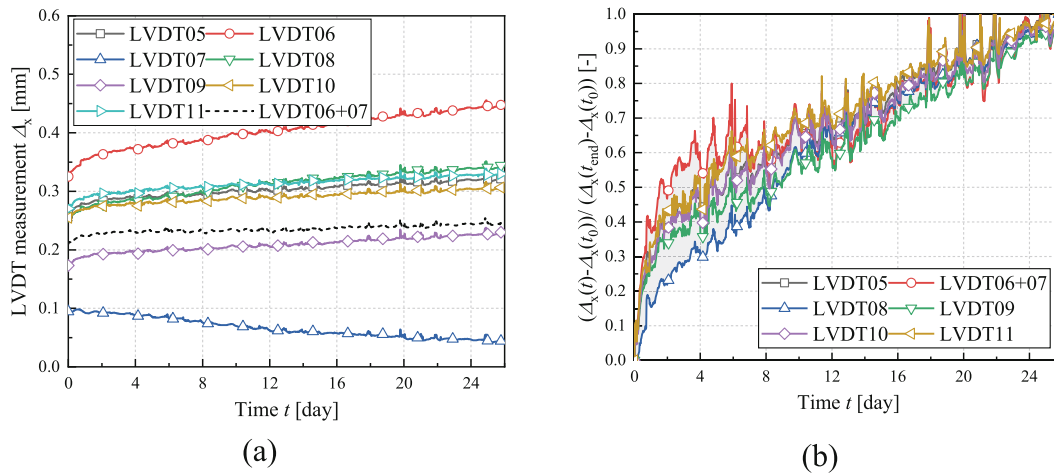 0.6
0.5
0.4
0.3
0.2
0.1
0.0
LVDT measurement Δx [mm]
LVDT05 LVDT06
LVDT07 LVDT08
LVDT09 LVDT10
LVDT11 LVDT06+07
0 4 8 12 16 20 24
Time t [day]
(a)
1.0
0.9
0.8
0.7
0.6
0.5
0.4
0.3
0.2
0.1
0.0
(Δx(t)-Δx(t0))/ (Δx(tend)-Δx(t0)) [-]
LVDT05 LVDT06+07
LVDT08 LVDT09
LVDT10 LVDT11
0 4 8 12 16 20 24
Time t [day]
(b)